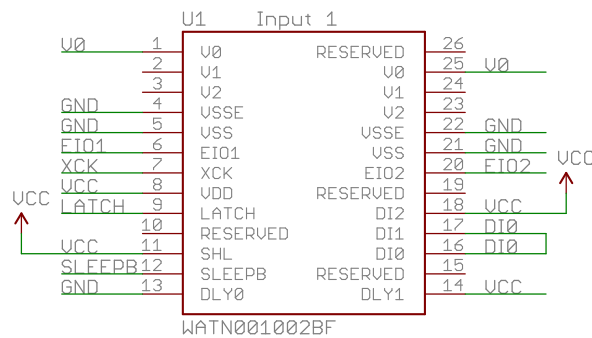 U1 Input 1
V0 1 V0 RESERVED 26
2 V1 V0 25 V0
3 V2 V1 24
GND 4 VSSE V2 23
GND 5 VSS VSSE 22 GND
EIO1 6 EIO1 VSS 21 GND
XCK 7 XCK EIO2 20 EIO2
VCC
VCC 8 VDD RESERVED 19
VCC
LATCH 9 LATCH DI2 18 VCC
10 RESERVED DI1 17 DI0
VCC 11 SHL DI0 16 DI0
SLEEPB 12 SLEEPB RESERVED 15
GND 13 DLY0 DLY1 14 VCC
WATN001002BF